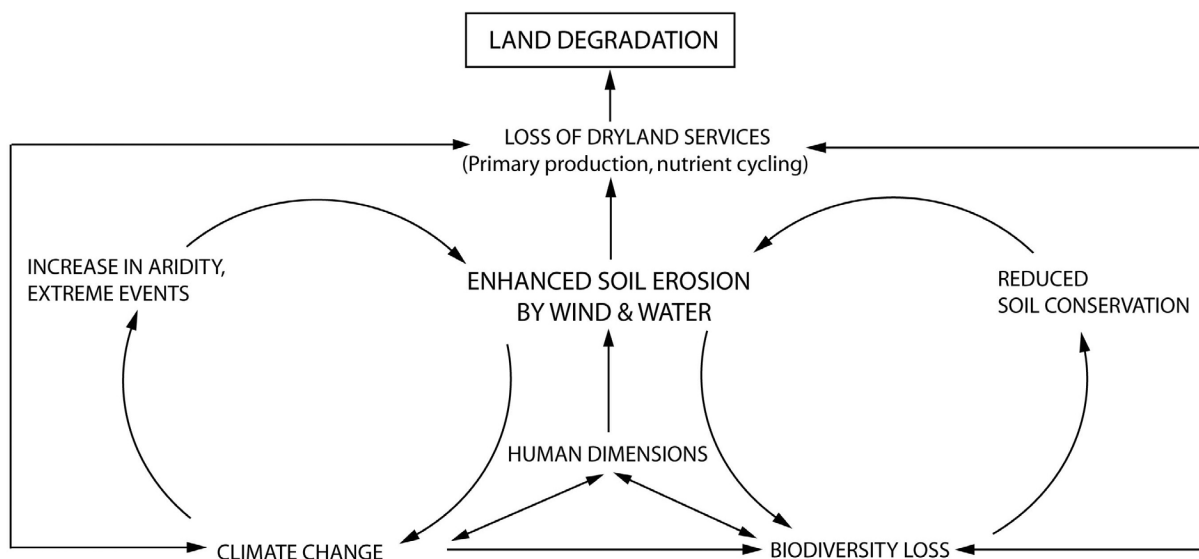 LAND DEGRADATION
LOSS OF DRYLAND SERVICES
(Primary production, nutrient cycling)
INCREASE IN ARIDITY,
EXTREME EVENTS
ENHANCED SOIL EROSION
BY WIND & WATER
REDUCED
SOIL CONSERVATION
HUMAN DIMENSIONS
CLIMATE CHANGE
BIODIVERSITY LOSS